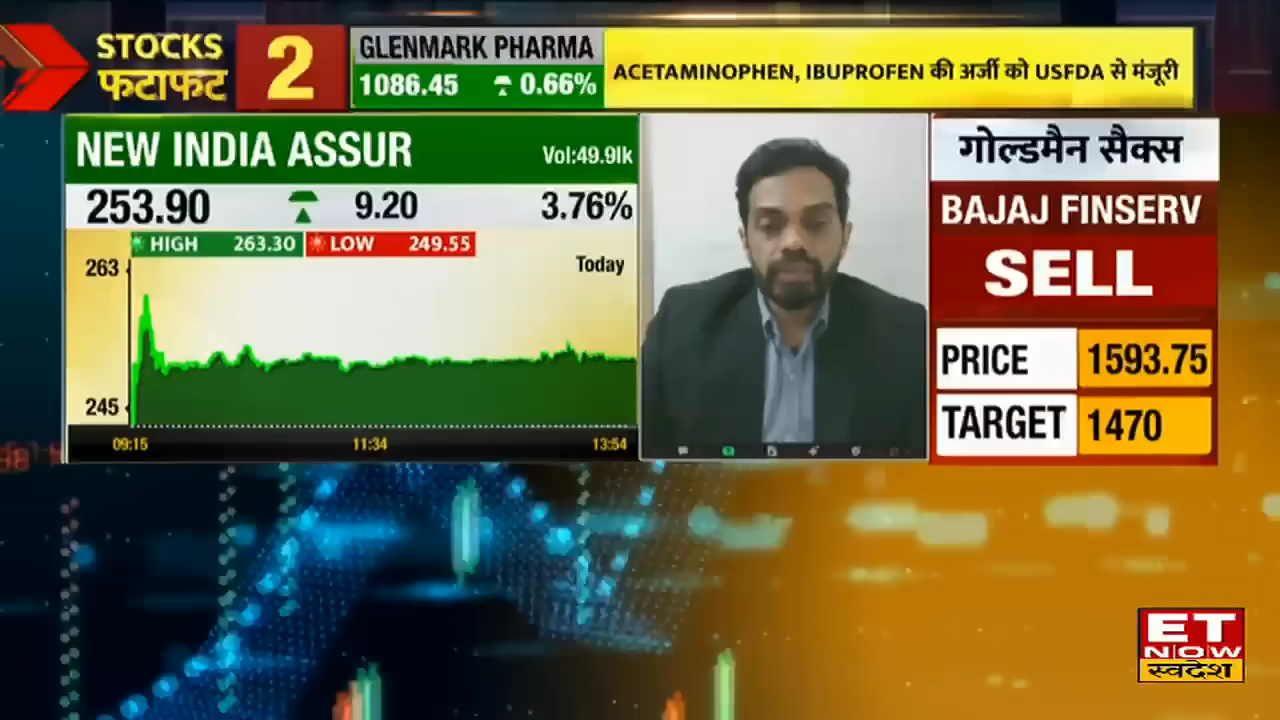 STOCKS
फटाफट
2
GLENMARK PHARMA
1086.45 0.66%
ACETAMINOPHEN, IBUPROFEN की अर्जी को USFDA से मंजूरी
NEW INDIA ASSUR
Vol:49.9lk
253.90 9.20 3.76%
HIGH 263.30 LOW 249.55
Today
263
245
09:15 11:34 13:54
गोल्डमैन सैक्स
BAJAJ FINSERV
SELL
PRICE 1593.75
TARGET 1470
ET
NOW
स्वदेश